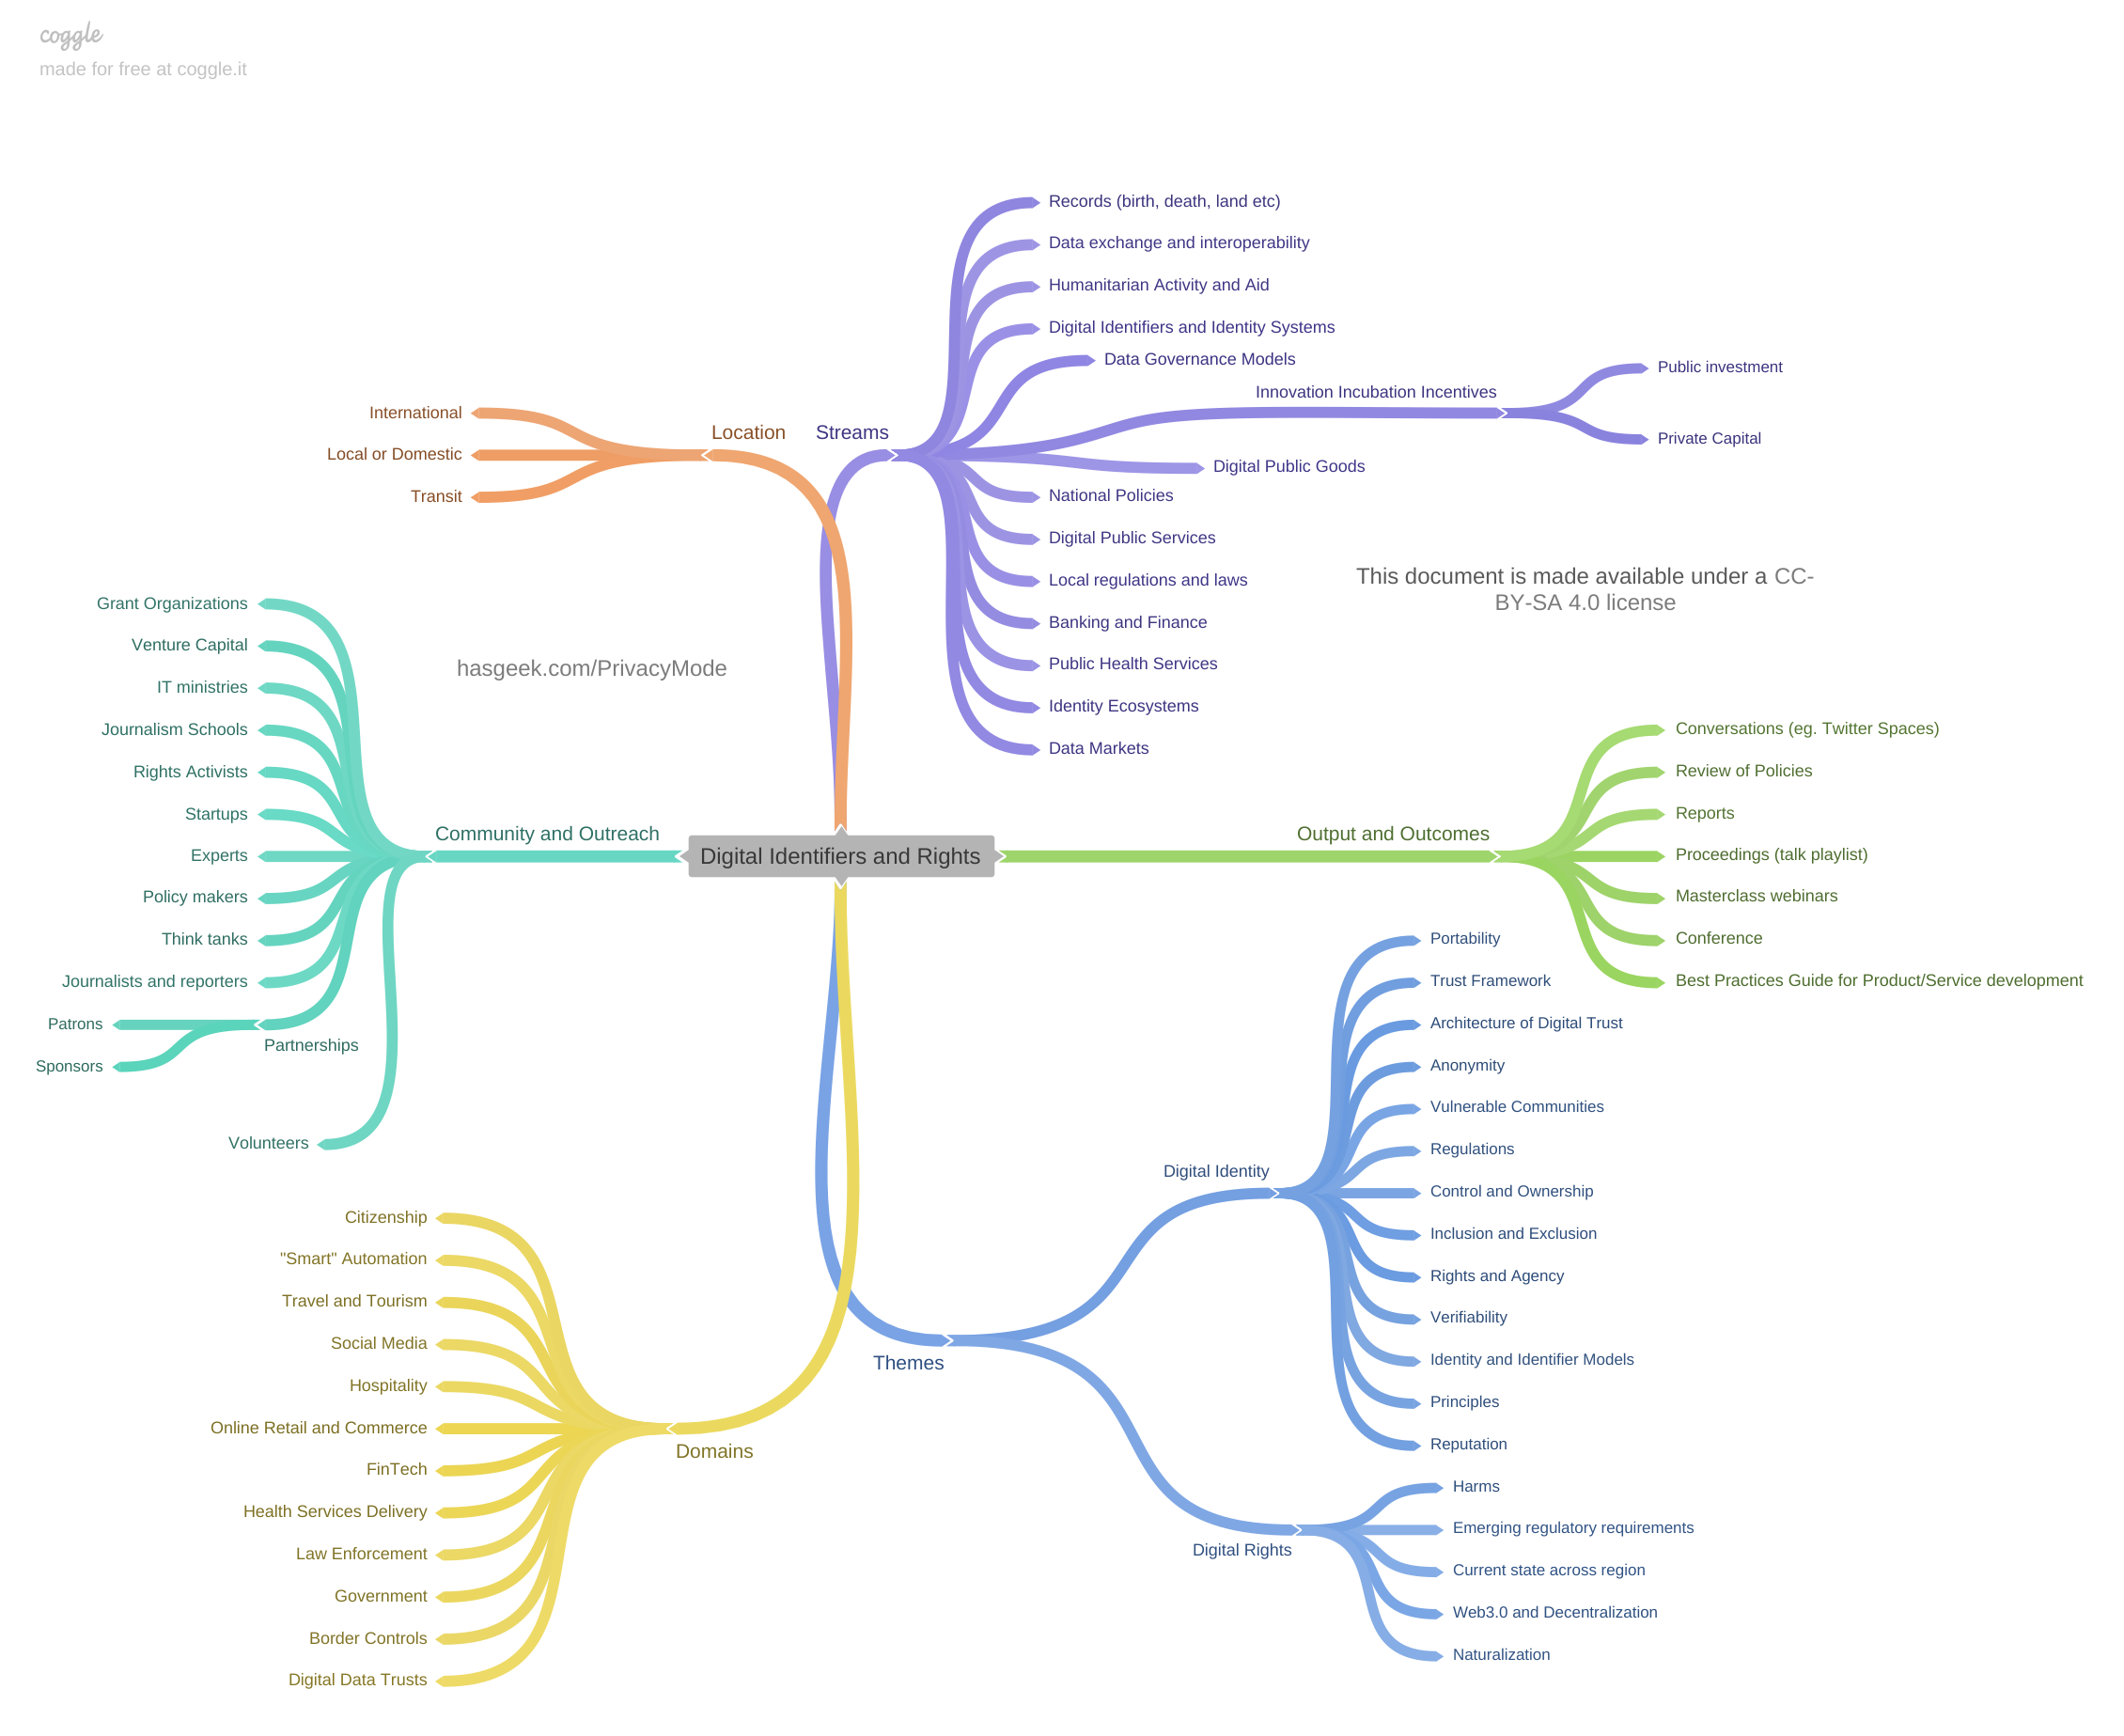 coggle
made for free at coggle.it
Digital Identifiers and Rights
Streams
Records (birth, death, land etc)
Data exchange and interoperability
Humanitarian Activity and Aid
Digital Identifiers and Identity Systems
Data Governance Models
Innovation Incubation Incentives
Public investment
Private Capital
Digital Public Goods
National Policies
Digital Public Services
Local regulations and laws
Banking and Finance
Public Health Services
Identity Ecosystems
Data Markets
This document is made available under a CC-
BY-SA 4.0 license
Output and Outcomes
Conversations (eg. Twitter Spaces)
Review of Policies
Reports
Proceedings (talk playlist)
Masterclass webinars
Conference
Best Practices Guide for Product/Service development
Themes
Digital Identity
Portability
Trust Framework
Architecture of Digital Trust
Anonymity
Vulnerable Communities
Regulations
Control and Ownership
Inclusion and Exclusion
Rights and Agency
Verifiability
Identity and Identifier Models
Principles
Reputation
Digital Rights
Harms
Emerging regulatory requirements
Current state across region
Web3.0 and Decentralization
Naturalization
Location
International
Local or Domestic
Transit
hasgeek.com/PrivacyMode
Community and Outreach
Grant Organizations
Venture Capital
IT ministries
Journalism Schools
Rights Activists
Startups
Experts
Policy makers
Think tanks
Journalists and reporters
Partnerships
Patrons
Sponsors
Volunteers
Domains
Citizenship
"Smart" Automation
Travel and Tourism
Social Media
Hospitality
Online Retail and Commerce
FinTech
Health Services Delivery
Law Enforcement
Government
Border Controls
Digital Data Trusts